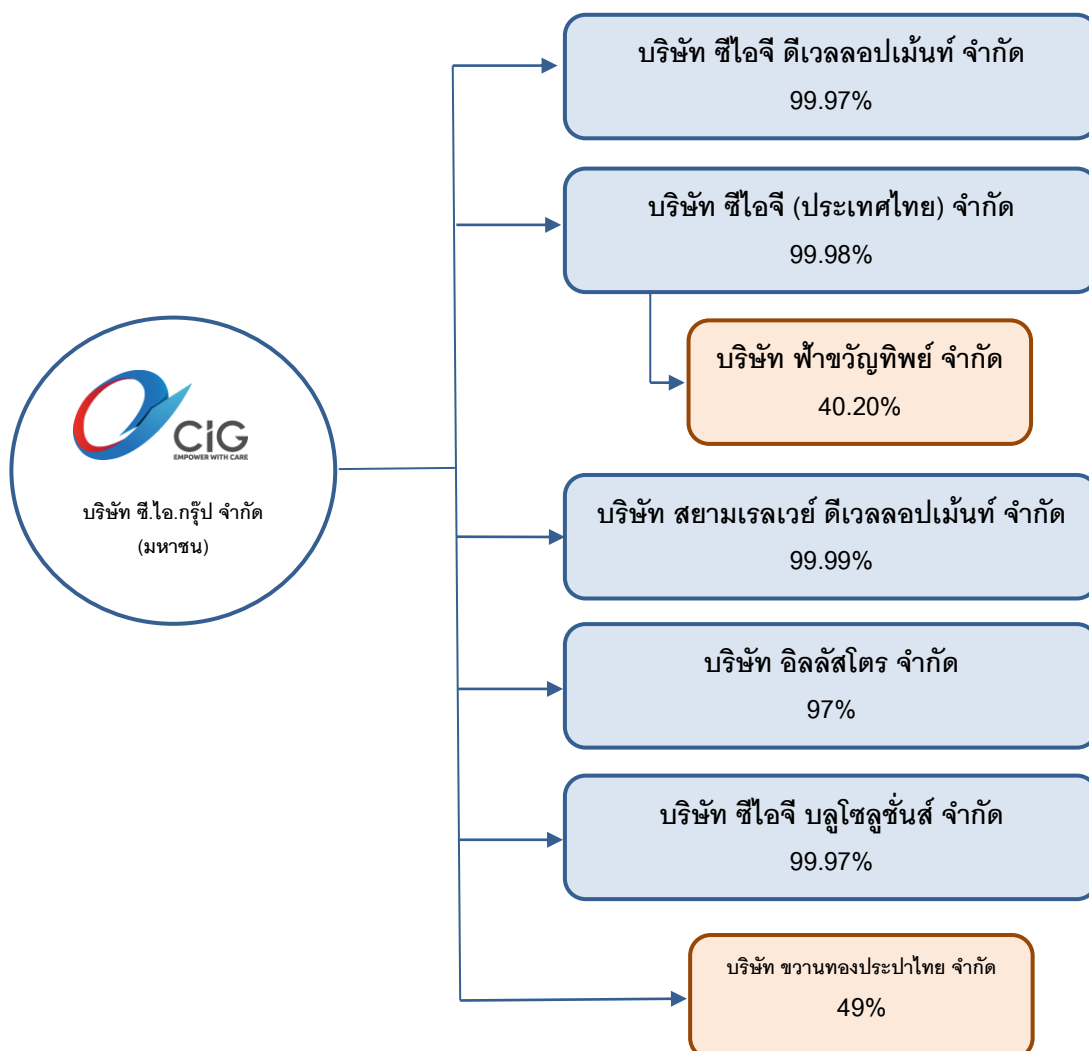 บริษัท ซีไอจี ดีเวลลอปเม้นท์ จำกัด
99.97%
บริษัท ซีไอจี (ประเทศไทย) จำกัด
99.98%
บริษัท ฟ้าขวัญทิพย์ จำกัด
40.20%
CiG
EMPOWER WITH CARE
บริษัท ซี.ไอ.กรุ๊ป จำกัด
(มหาชน)
บริษัท สยามเรลเวย์ ดีเวลลอปเม้นท์ จำกัด
99.99%
บริษัท อิลลัสโตร จำกัด
97%
บริษัท ซีไอจี บลูโซลูชั่นส์ จำกัด
99.97%
บริษัท ขวานทองประปาไทย จำกัด
49%